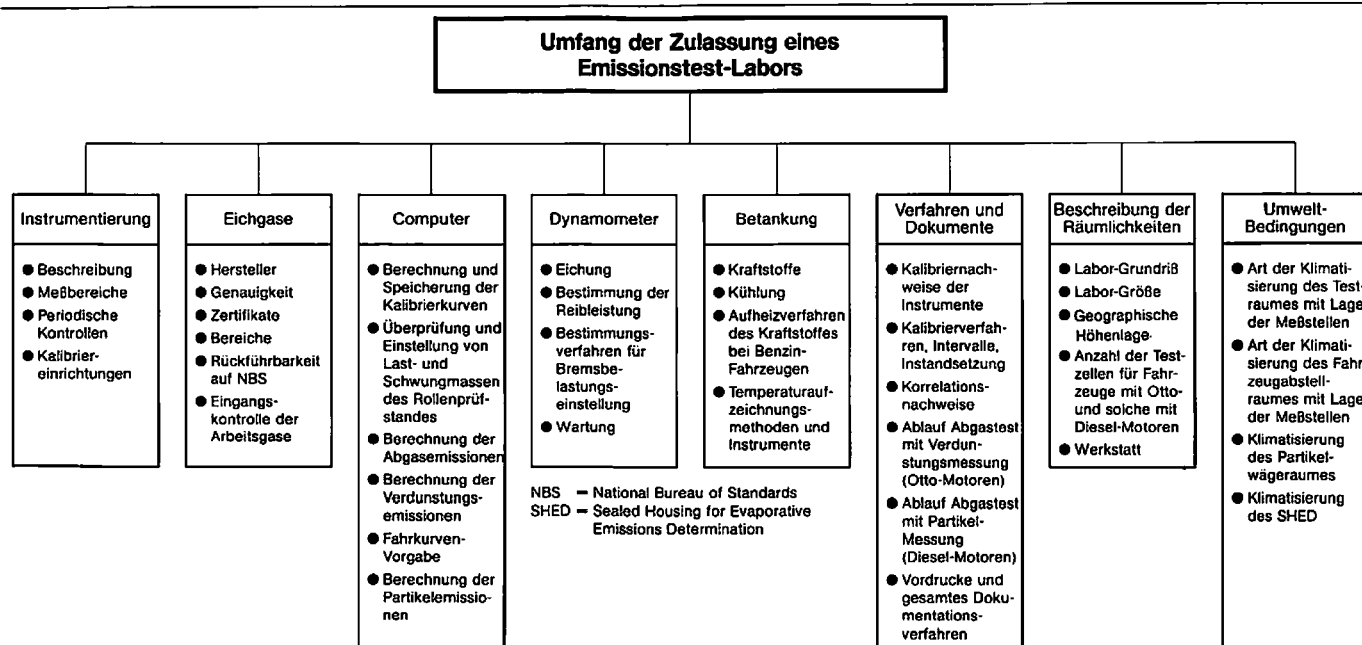 Umfang der Zulassung eines
Emissionstest-Labors
Instrumentierung
● Beschreibung
● Meßbereiche
● Periodische
Kontrollen
● Kalibrier-
einrichtungen
Eichgase
● Hersteller
● Genauigkeit
● Zertifikate
● Bereiche
● Rückführbarkeit
auf NBS
● Eingangs-
kontrolle der
Arbeitsgase
Computer
● Berechnung und
Speicherung der
Kalibrierkurven
● Überprüfung und
Einstellung von
Last- und
Schwungmassen
des Rollenprüf-
standes
● Berechnung der
Abgasemissionen
● Berechnung der
Verdunstungs-
emissionen
● Fahrkurven-
Vorgabe
● Berechnung der
Partikelemissio-
nen
Dynamometer
● Eichung
● Bestimmung der
Reibleistung
● Bestimmungs-
verfahren für
Bremsbe-
lastungs-
einstellung
● Wartung
Betankung
● Kraftstoffe
● Kühlung
● Aufheizverfahren
des Kraftstoffes
bei Benzin-
Fahrzeugen
● Temperaturauf-
zeichnungs-
methoden und
Instrumente
NBS – National Bureau of Standards
SHED – Sealed Housing for Evaporative
Emissions Determination
Verfahren und
Dokumente
● Kalibriernach-
weise der
Instrumente
● Kalibrierverfah-
ren, Intervalle,
Instandsetzung
● Korrelations-
nachweise
● Ablauf Abgastest
mit Verdun-
stungsmessung
(Otto-Motoren)
● Ablauf Abgastest
mit Partikel-
Messung
(Diesel-Motoren)
● Vordrucke und
gesamtes Doku-
mentations-
verfahren
Beschreibung der
Räumlichkeiten
● Labor-Grundriß
● Labor-Größe
● Geographische
Höhenlage
● Anzahl der Test-
zellen für Fahr-
zeuge mit Otto-
und solche mit
Diesel-Motoren
● Werkstatt
Umwelt-
Bedingungen
● Art der Klimati-
sierung des Test-
raumes mit Lage
der Meßstellen
● Art der Klimati-
sierung des Fahr
zeugabstell-
raumes mit Lage
der Meßstellen
● Klimatisierung
des Partikel-
wägeraumes
● Klimatisierung
des SHED